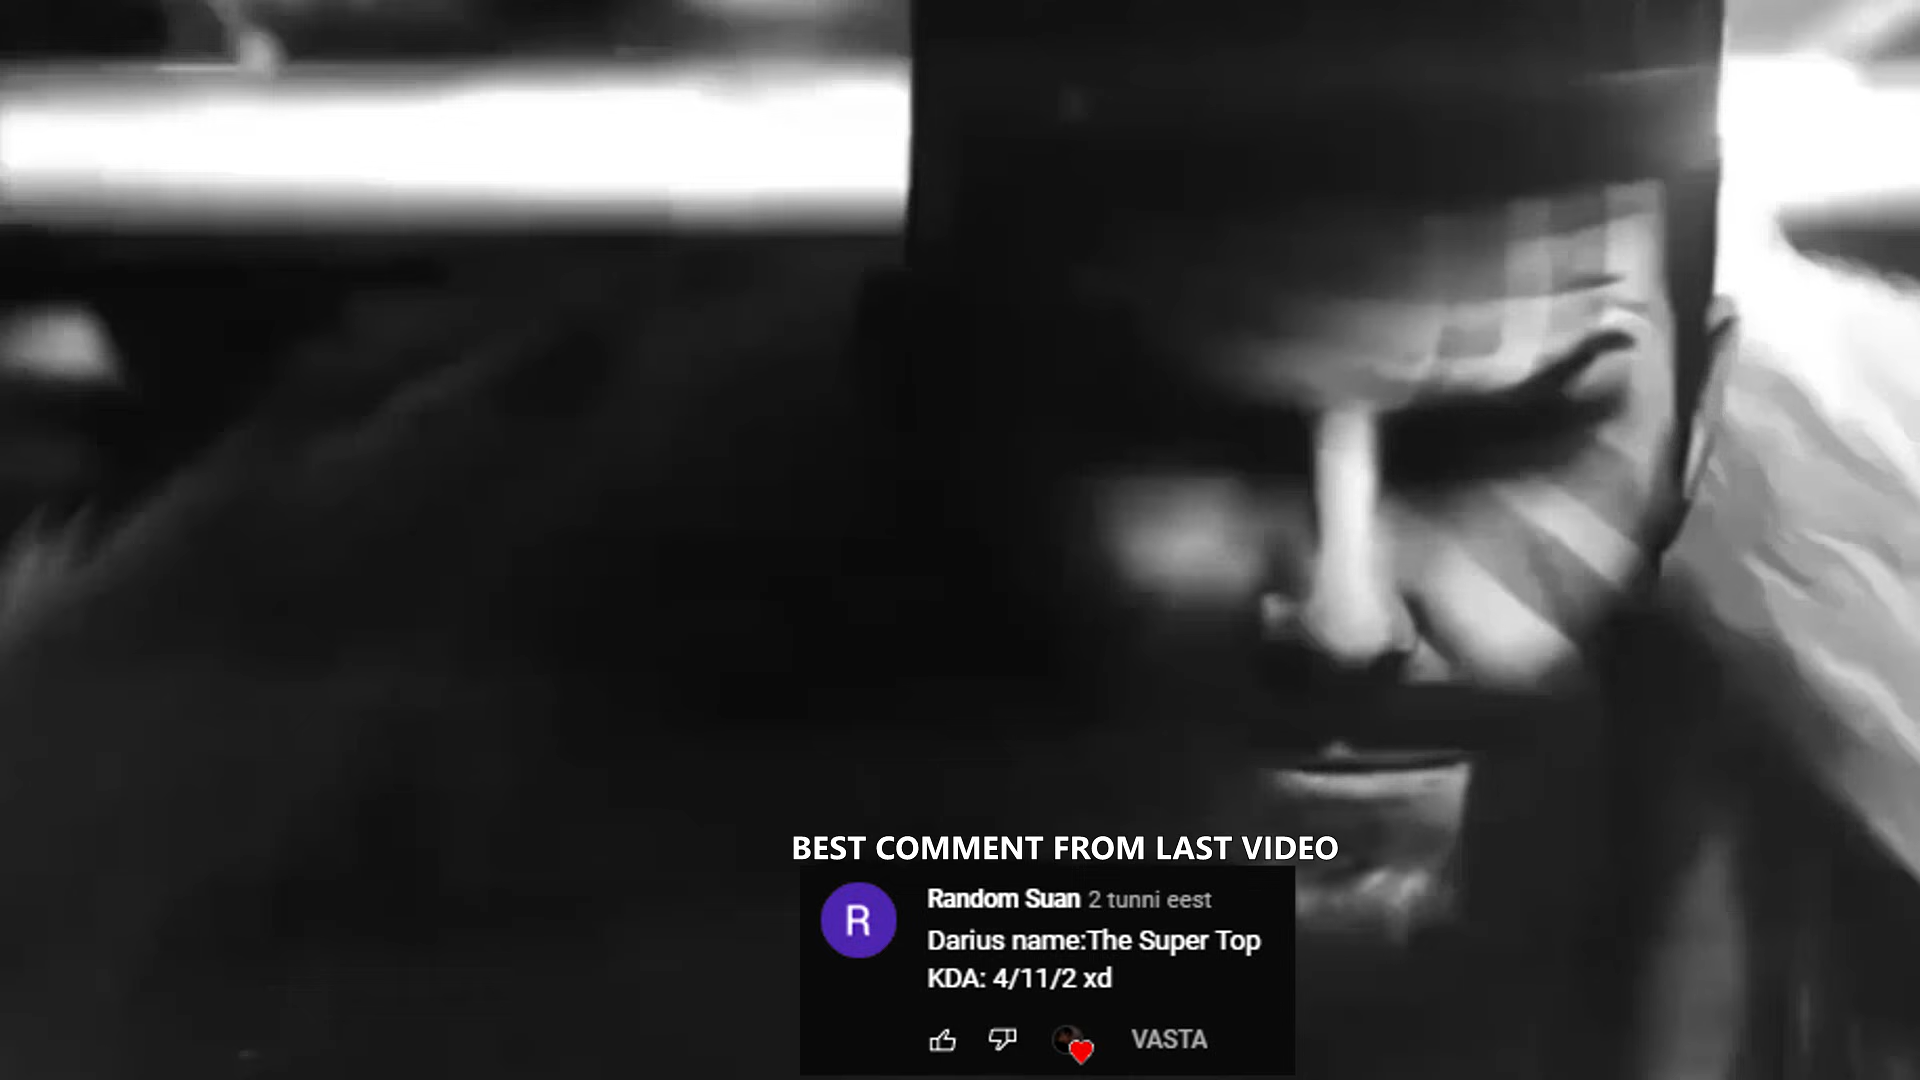 BEST COMMENT FROM LAST VIDEO
R
Random Suan 2 tunni eest
Darius name:The Super Top
KDA: 4/11/2 xd
VASTA